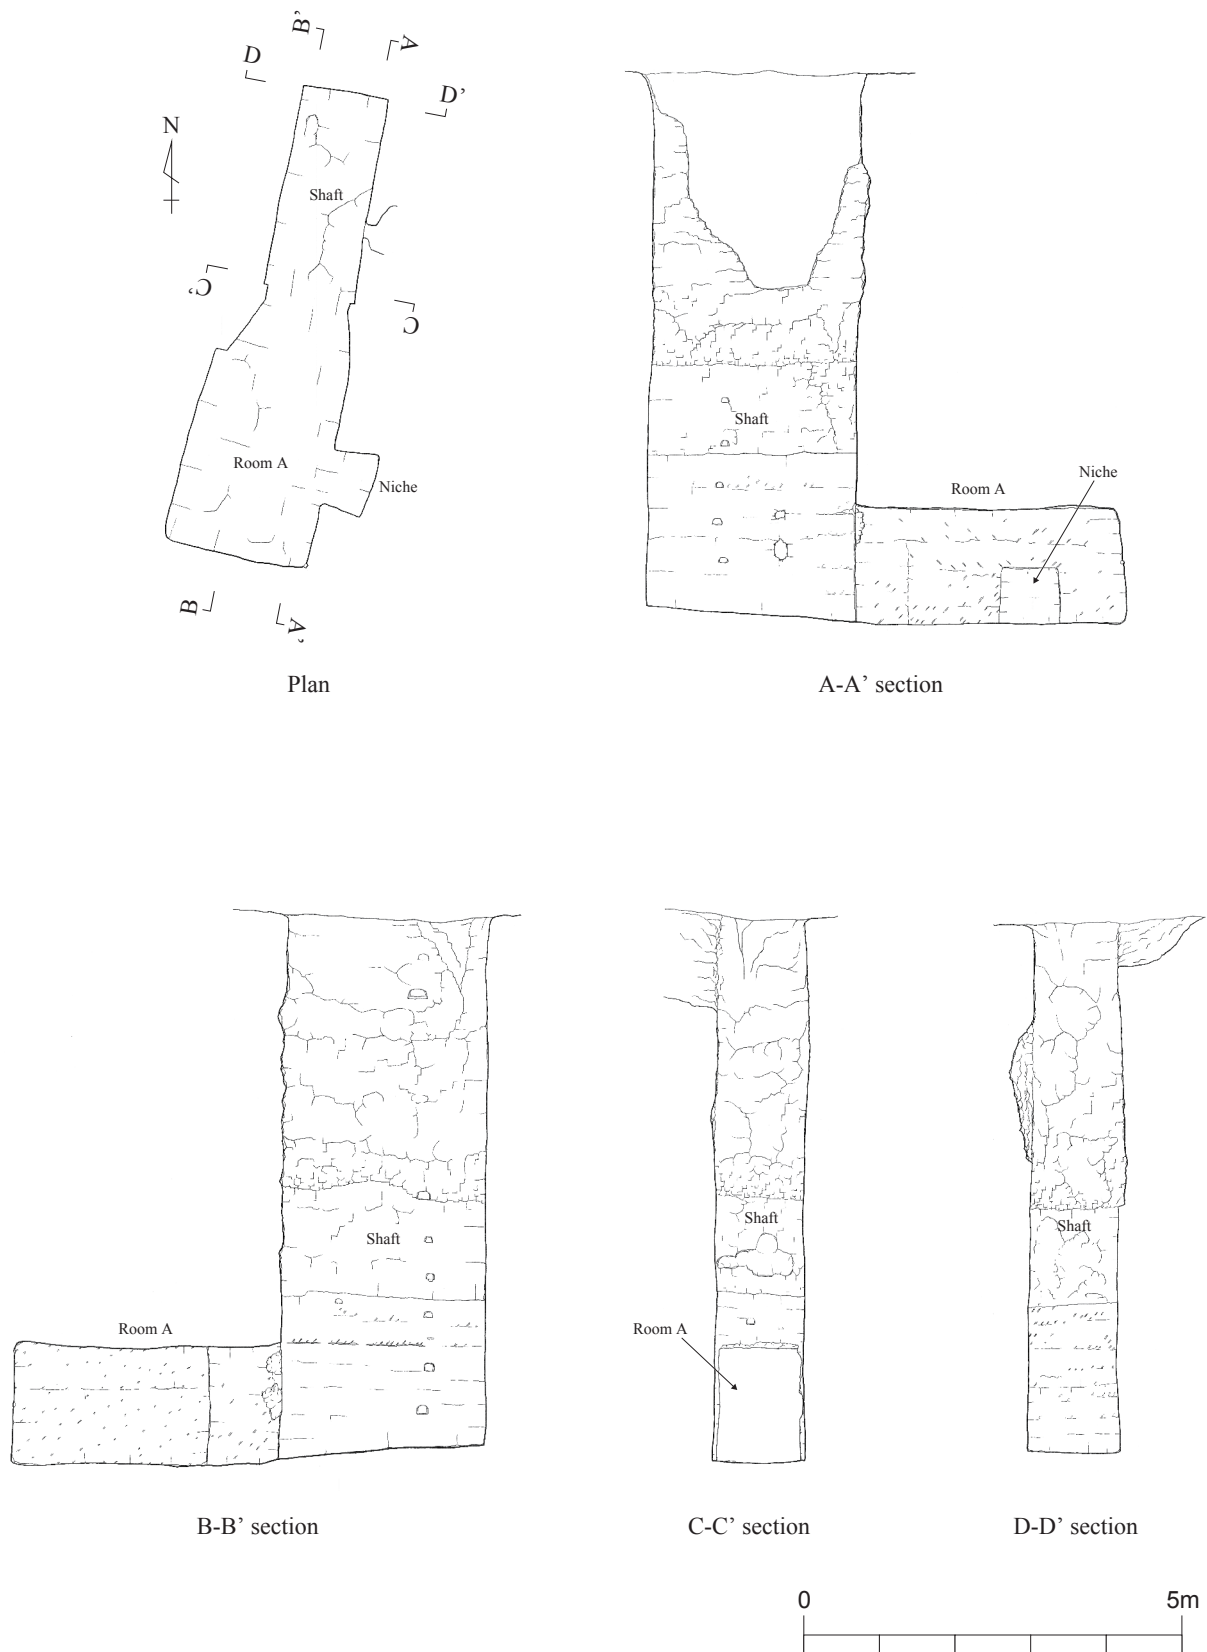 B’
A
D
D’
N
Shaft
C’
C
Room A
Niche
B
A’
Plan
Shaft
Room A
Niche
A-A’ section
Shaft
Room A
B-B’ section
Shaft
Room A
C-C’ section
Shaft
D-D’ section
0 5m